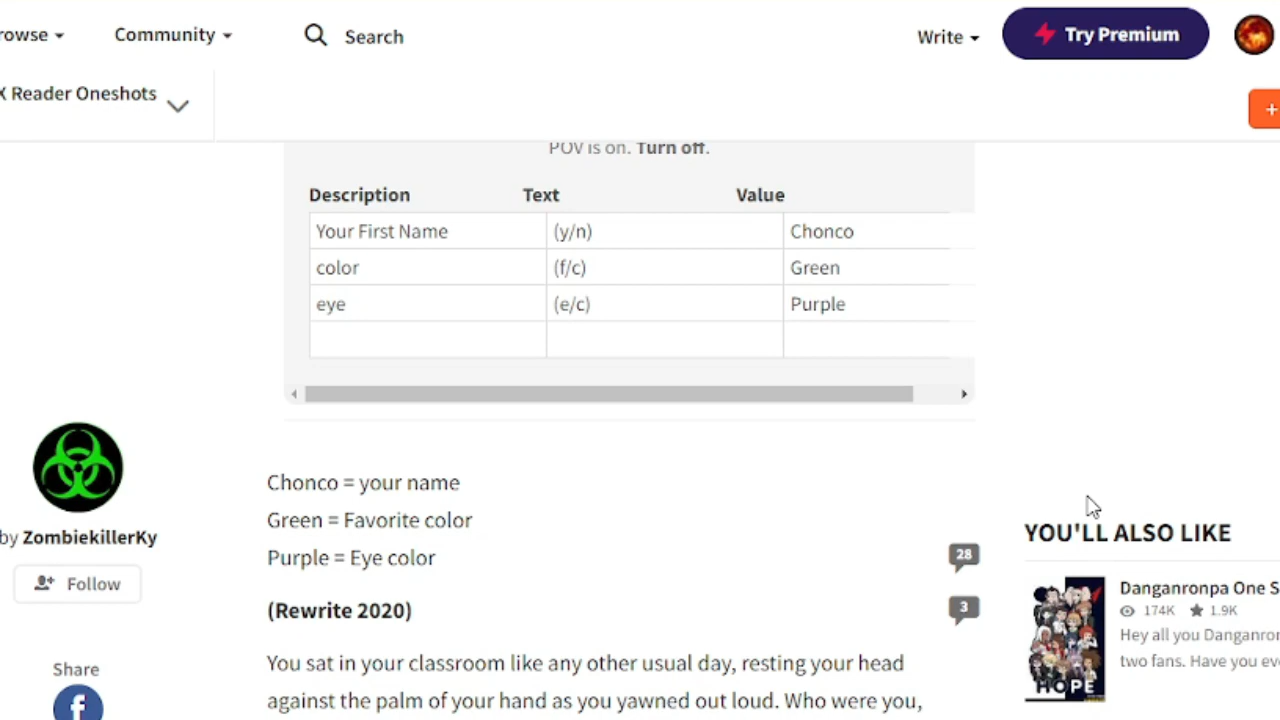 rowse
Community
Search
Write
Try Premium
X Reader Oneshots
+
POV is on. Turn off.
Description Text Value
Your First Name (y/n) Chonco
color (f/c) Green
eye (e/c) Purple
Chonco = your name
Green = Favorite color
Purple = Eye color
28
(Rewrite 2020)
3
You sat in your classroom like any other usual day, resting your head
against the palm of your hand as you yawned out loud. Who were you,
by ZombiekillerKy
Follow
Share
f
YOU'LL ALSO LIKE
Danganronpa One S
174K 1.9K
Hey all you Danganron
two fans. Have you eve
HOPE